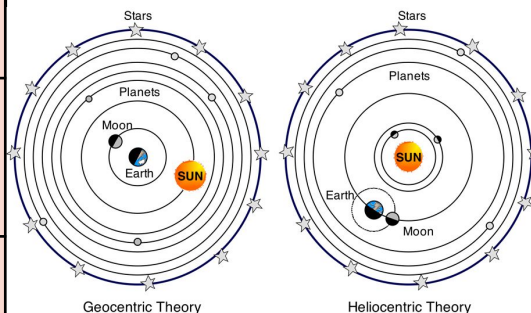 Stars
Planets
Moon
Earth
SUN
Geocentric Theory
Stars
Planets
SUN
Earth
Moon
Heliocentric Theory